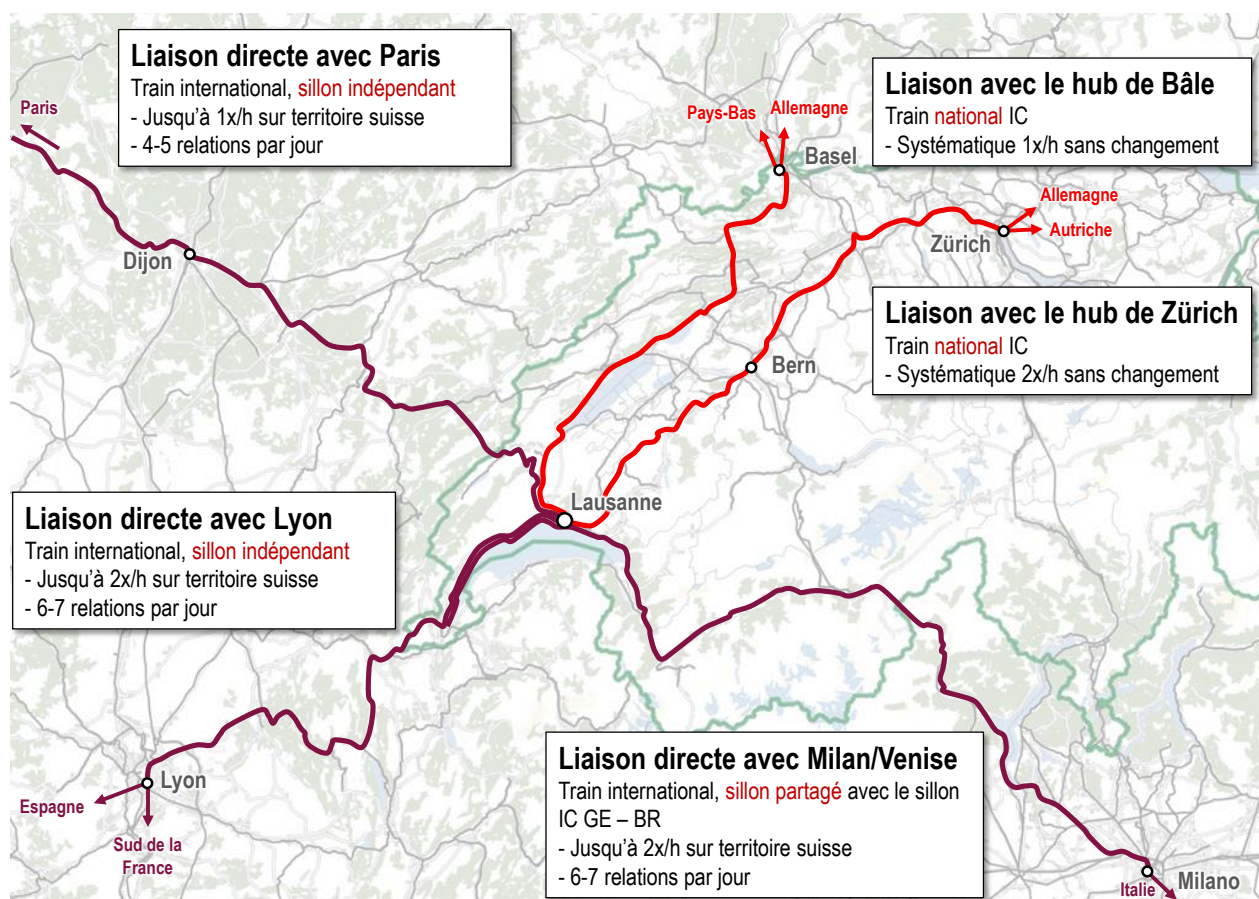 Liaison directe avec Paris
Train international, sillon indépendant
- Jusqu'à 1x/h sur territoire suisse
- 4-5 relations par jour
Liaison avec le hub de Bâle
Train national IC
- Systématique 1x/h sans changement
Paris
Pays-Bas
Allemagne
Basel
Allemagne
Autriche
Zürich
Dijon
Liaison avec le hub de Zürich
Train national IC
- Systématique 2x/h sans changement
Bern
Lausanne
Liaison directe avec Lyon
Train international, sillon indépendant
- Jusqu'à 2x/h sur territoire suisse
- 6-7 relations par jour
Liaison directe avec Milan/Venise
Train international, sillon partagé avec le sillon
IC GE – BR
- Jusqu'à 2x/h sur territoire suisse
- 6-7 relations par jour
Lyon
Espagne
Sud de la
France
Italie
Milano